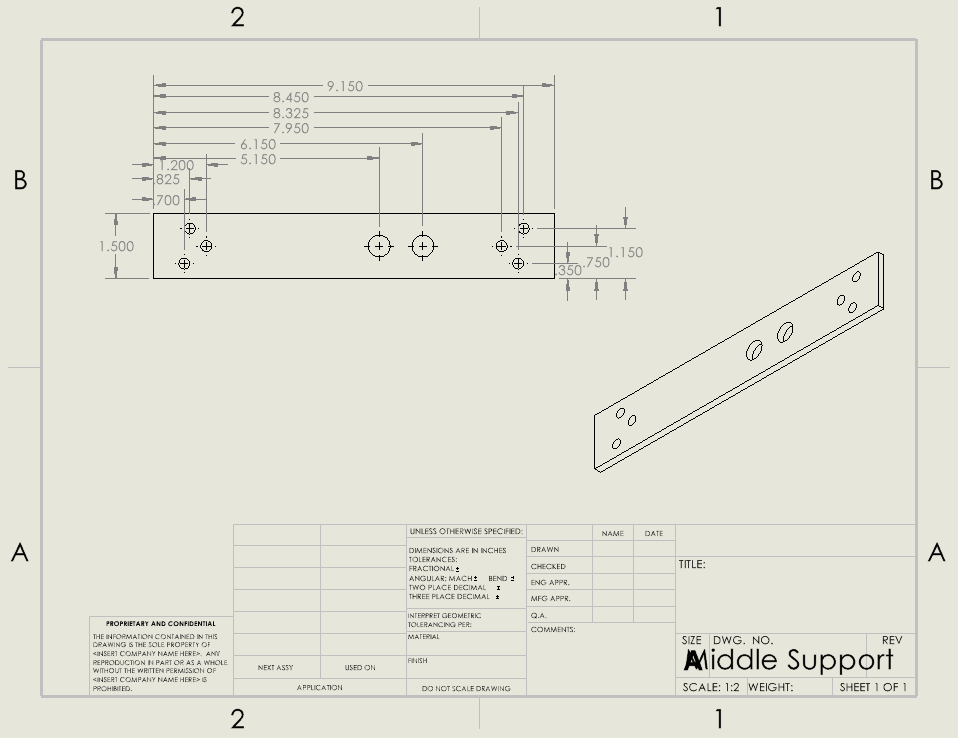 2 1
9.150
8.450
8.325
7.950
6.150
5.150
1.200
.825
.700
B B
1.500
1.150
.750
.350
A A
UNLESS OTHERWISE SPECIFIED:
DIMENSIONS ARE IN INCHES
TOLERANCES:
FRACTIONAL ±
ANGULAR: MACH ± BEND ±
TWO PLACE DECIMAL ±
THREE PLACE DECIMAL ±
INTERPRET GEOMETRIC
TOLERANCING PER:
MATERIAL
FINISH
DO NOT SCALE DRAWING
NAME DATE
DRAWN
CHECKED
ENG APPR.
MFG APPR.
Q.A.
COMMENTS:
TITLE:
SIZE DWG. NO. REV
A Middle Support
SCALE: 1:2 WEIGHT: SHEET 1 OF 1
PROPRIETARY AND CONFIDENTIAL
THE INFORMATION CONTAINED IN THIS
DRAWING IS THE SOLE PROPERTY OF
<INSERT COMPANY NAME HERE>. ANY
REPRODUCTION IN PART OR AS A WHOLE
WITHOUT THE WRITTEN PERMISSION OF
<INSERT COMPANY NAME HERE> IS
PROHIBITED.
NEXT ASSY USED ON
APPLICATION
2 1